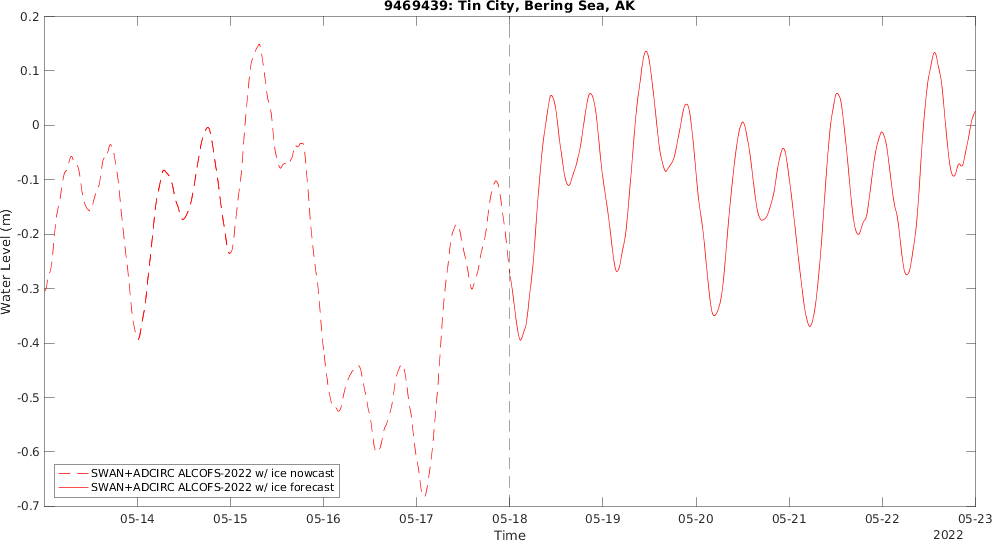 9469439: Tin City, Bering Sea, AK
0.2
0.1
0
-0.1
-0.2
-0.3
-0.4
-0.5
-0.6
-0.7
Water Level (m)
SWAN+ADCIRC ALCOFS-2022 w/ ice nowcast
SWAN+ADCIRC ALCOFS-2022 w/ ice forecast
05-14 05-15 05-16 05-17 05-18 05-19 05-20 05-21 05-22 05-23
Time
2022